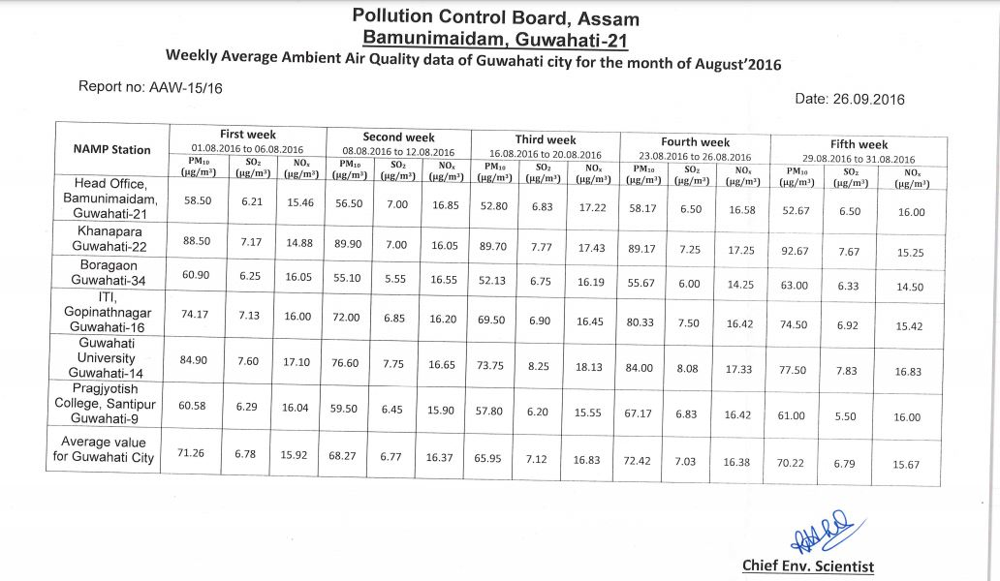 Pollution Control Board, Assam
Bamunimaidam, Guwahati-21
Weekly Average Ambient Air Quality data of Guwahati city for the month of August'2016
Report no: AAW-15/16
Date: 26.09.2016
NAMP Station First week Second week Third week Fourth week Fifth week
01.08.2016 to 06.08.2016 08.08.2016 to 12.08.2016 16.08.2016 to 20.08.2016 23.08.2016 to 26.08.2016 29.08.2016 to 31.08.2016
PM₁₀ SO₂ NOₓ PM₁₀ SO₂ NOₓ PM₁₀ SO₂ NOₓ PM₁₀ SO₂ NOₓ PM₁₀ SO₂ NOₓ
(µg/m³) (µg/m³) (µg/m³) (µg/m³) (µg/m³) (µg/m³) (µg/m³) (µg/m³) (µg/m³) (µg/m³) (µg/m³) (µg/m³) (µg/m³) (µg/m³) (µg/m³)
Head Office,
Bamunimaidam,
Guwahati-21
58.50 6.21 15.46 56.50 7.00 16.85 52.80 6.83 17.22 58.17 6.50 16.58 52.67 6.50 16.00
Khanapara
Guwahati-22
88.50 7.17 14.88 89.90 7.00 16.05 89.70 7.77 17.43 89.17 7.25 17.25 92.67 7.67 15.25
Boragaon
Guwahati-34
60.90 6.25 16.05 55.10 5.55 16.55 52.13 6.75 16.19 55.67 6.00 14.25 63.00 6.33 14.50
ITI,
Gopinathnagar
Guwahati-16
74.17 7.13 16.00 72.00 6.85 16.20 69.50 6.90 16.45 80.33 7.50 16.42 74.50 6.92 15.42
Guwahati
University
Guwahati-14
84.90 7.60 17.10 76.60 7.75 16.65 73.75 8.25 18.13 84.00 8.08 17.33 77.50 7.83 16.83
Pragjyotish
College, Santipur
Guwahati-9
60.58 6.29 16.04 59.50 6.45 15.90 57.80 6.20 15.55 67.17 6.83 16.42 61.00 5.50 16.00
Average value
for Guwahati City
71.26 6.78 15.92 68.27 6.77 16.37 65.95 7.12 16.83 72.42 7.03 16.38 70.22 6.79 15.67
Chief Env. Scientist